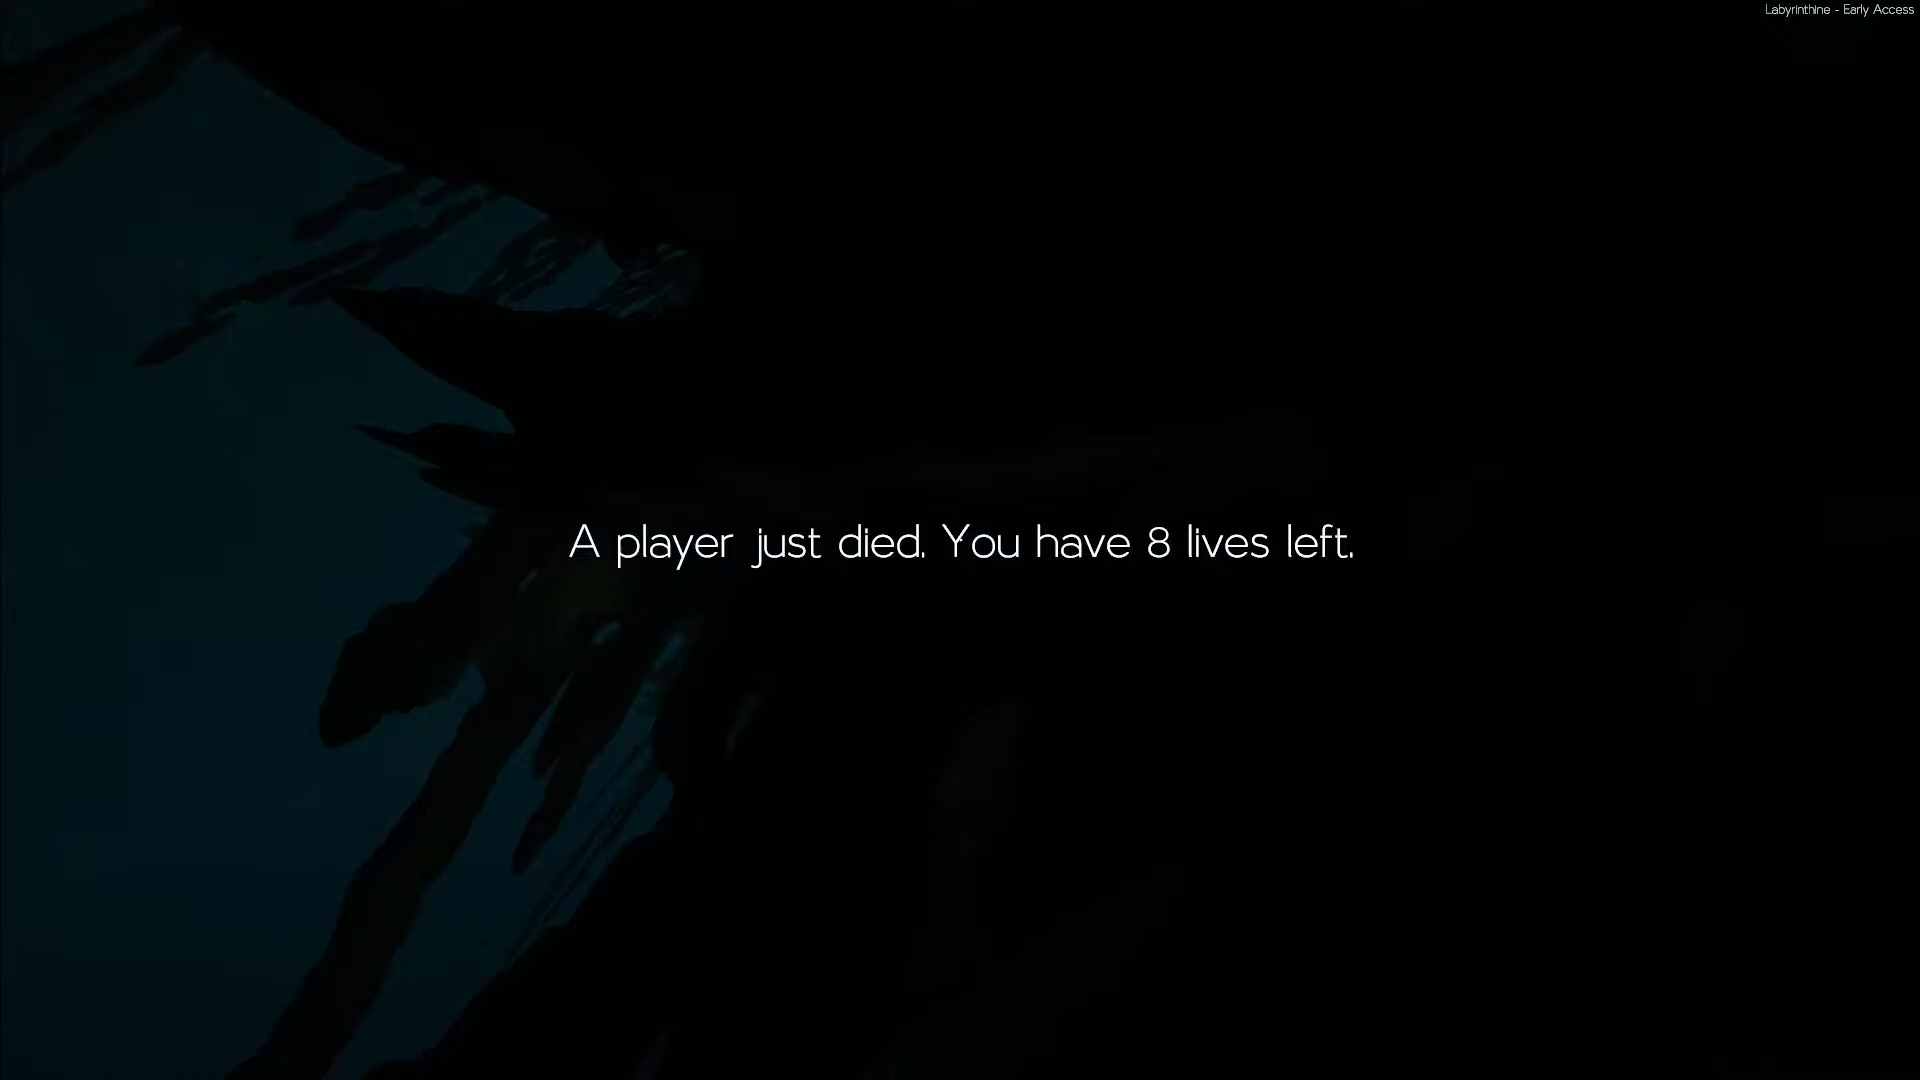 Labyrinthine - Early Access
A player just died. You have 8 lives left.